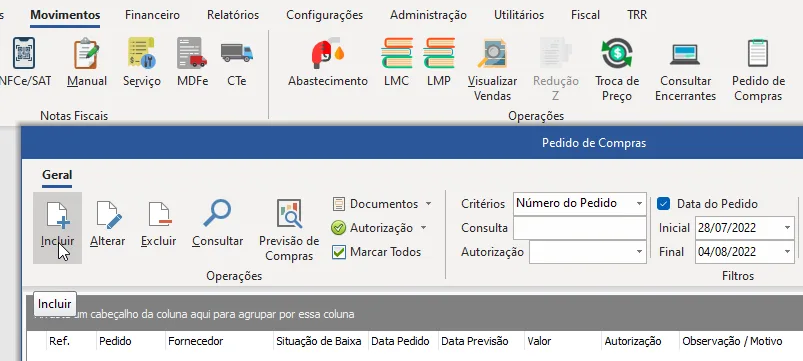 s Movimentos Financeiro Relatórios Configurações Administração Utilitários Fiscal TRR
NFCe/SAT Manual Serviço MDFe CTe Abastecimento LMC LMP Visualizar Vendas Redução Z Troca de Preço Consultar Encerrantes Pedido de Compras
Notas Fiscais Operações
Pedido de Compras
Geral
Incluir Alterar Excluir Consultar Previsão de Compras
Documentos
Autorização
Marcar Todos
Operações
Critérios Número do Pedido
Consulta
Autorização
Data do Pedido
Inicial 28/07/2022
Final 04/08/2022
Filtros
Incluir
um cabeçalho da coluna aqui para agrupar por essa coluna
Ref. Pedido Fornecedor Situação de Baixa Data Pedido Data Previsão Valor Autorização Observação / Motivo